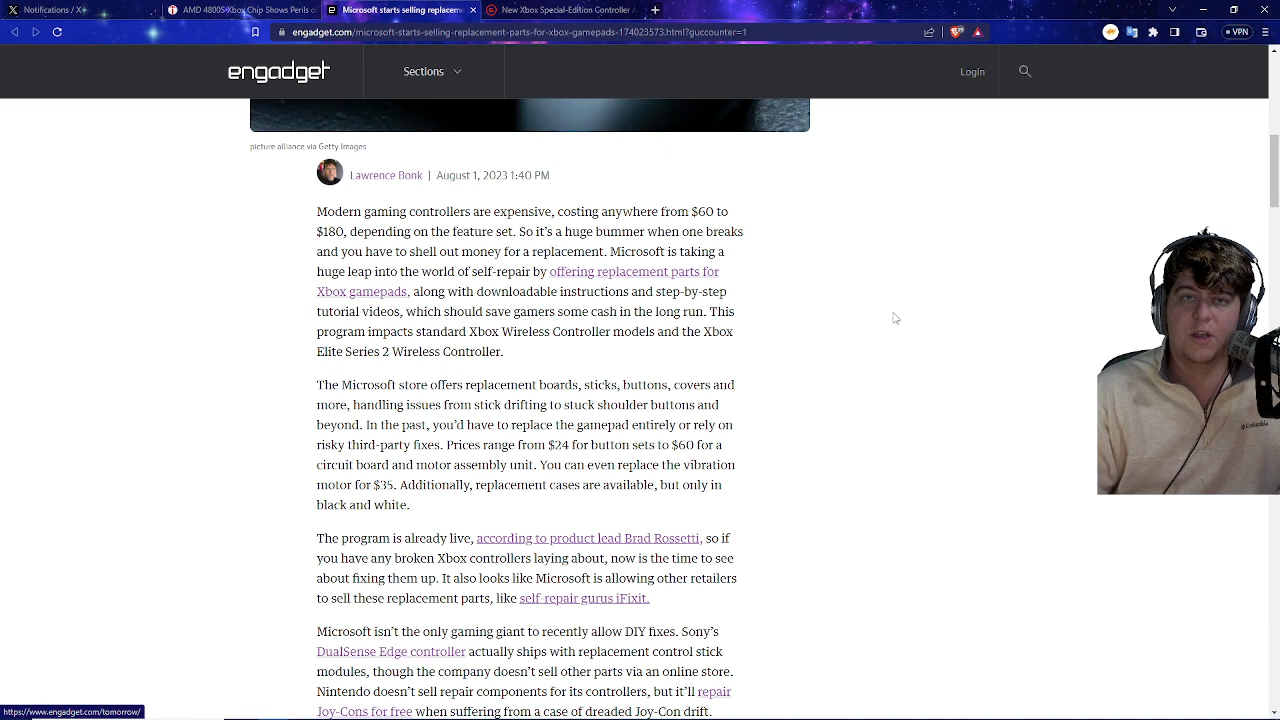 Notifications / X
AMD 4800S Xbox Chip Shows Perils of
Microsoft starts selling replaceme
New Xbox Special-Edition Controller
engadget.com/microsoft-starts-selling-replacement-parts-for-xbox-gamepads-174023573.html?guccounter=1
VPN
engadget
Sections
Login
picture alliance via Getty Images
Lawrence Bonk | August 1, 2023 1:40 PM
Modern gaming controllers are expensive, costing anywhere from $60 to
$180, depending on the feature set. So it's a huge bummer when one breaks
and you have to shell out money for a replacement. Microsoft is taking a
huge leap into the world of self-repair by offering replacement parts for
Xbox gamepads, along with downloadable instructions and step-by-step
tutorial videos, which should save gamers some cash in the long run. This
program impacts standard Xbox Wireless Controller models and the Xbox
Elite Series 2 Wireless Controller.
The Microsoft store offers replacement boards, sticks, buttons, covers and
more, handling issues from stick drifting to stuck shoulder buttons and
beyond. In the past, you'd have to replace the gamepad entirely or rely on
risky third-party fixes. Prices range from $24 for button sets to $60 for a
circuit board and motor assembly unit. You can even replace the vibration
motor for $35. Additionally, replacement cases are available, but only in
black and white.
The program is already live, according to product lead Brad Rossetti, so if
you have any broken Xbox controllers laying about, now is the time to see
about fixing them up. It also looks like Microsoft is allowing other retailers
to sell these replacement parts, like self-repair gurus iFixit.
Microsoft isn't the only gaming giant to recently allow DIY fixes. Sony's
DualSense Edge controller actually ships with replacement control stick
modules, though the company doesn't sell other parts via an online store.
Nintendo doesn't sell repair components for its controllers, but it'll repair
Joy-Cons for free when suffering from a case of dreaded Joy-Con drift.
https://www.engadget.com/tomorrow/
Columbia